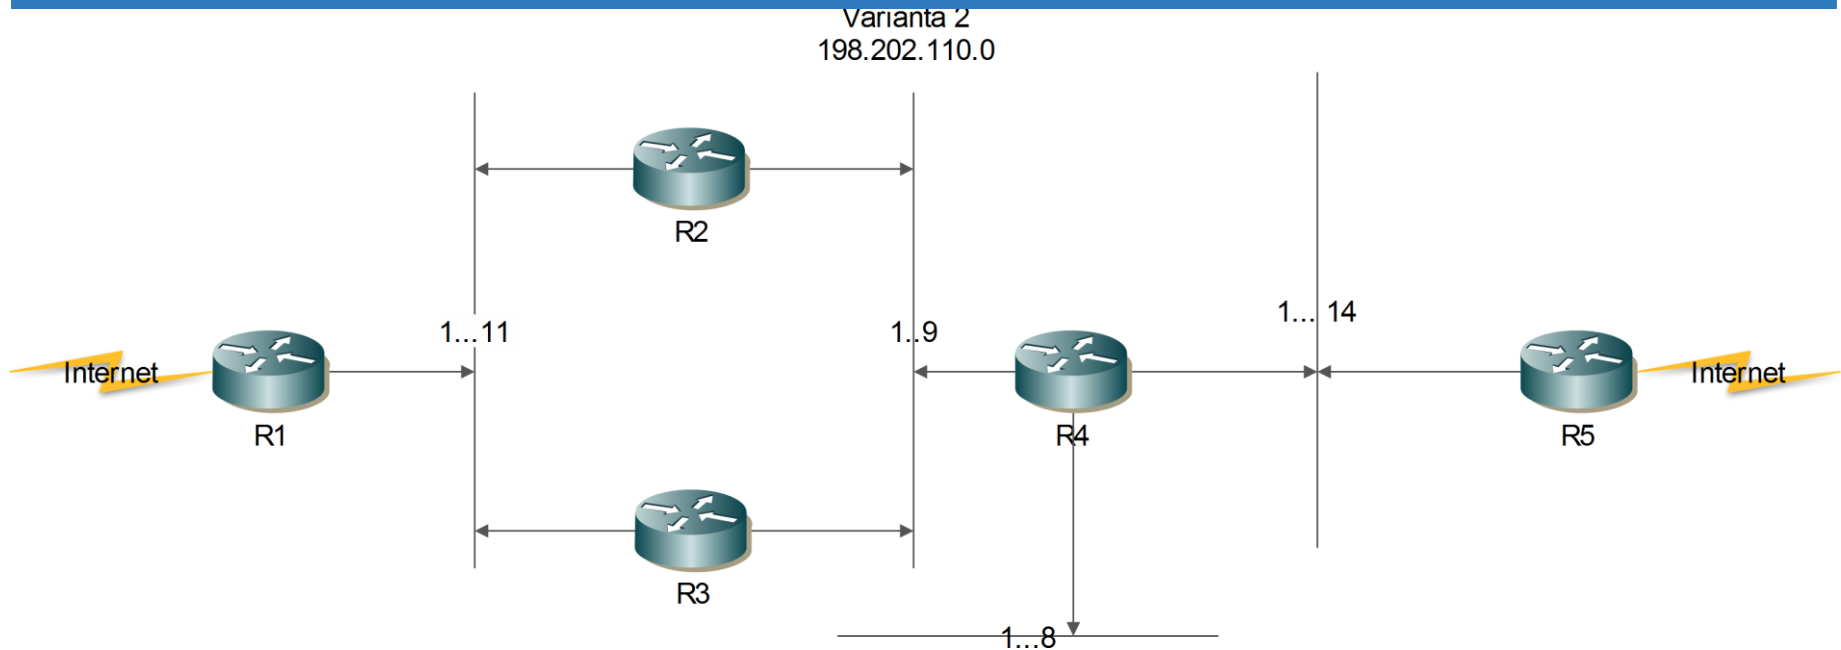 Varianta 2
198.202.110.0
R2
1...11
1..9
1... 14
Internet
Internet
R1
R4
R5
R3
1...8